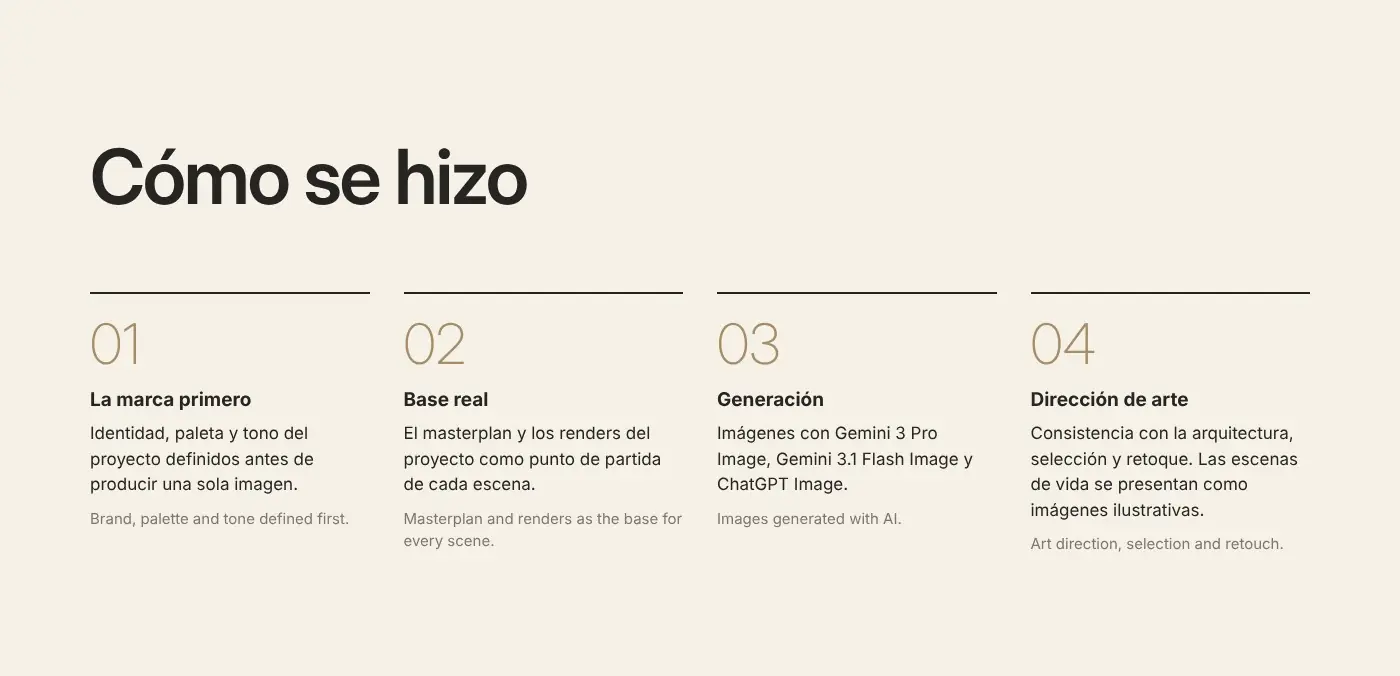 Cómo se hizo
01
La marca primero
Identidad, paleta y tono del
proyecto definidos antes de
producir una sola imagen.
Brand, palette and tone defined first.
02
Base real
El masterplan y los renders del
proyecto como punto de partida
de cada escena.
Masterplan and renders as the base for
every scene.
03
Generación
Imágenes con Gemini 3 Pro
Image, Gemini 3.1 Flash Image y
ChatGPT Image.
Images generated with AI.
04
Dirección de arte
Consistencia con la arquitectura,
selección y retoque. Las escenas
de vida se presentan como
imágenes ilustrativas.
Art direction, selection and retouch.